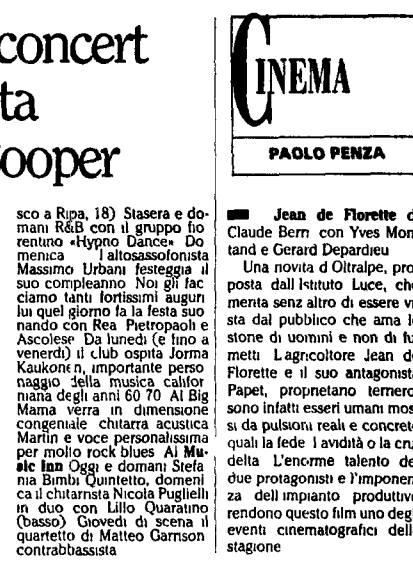 concert
ta
ooper
sco a Ripa, 18) Stasera e do-
mani R&B con il gruppo fio
rentino «Hypno Dance» Do
menica l altosassofonista
Massimo Urbani festeggia il
suo compleanno Noi gli fac
ciamo tanti fortissimi auguri
lui quel giorno fa la festa suo
nando con Rea Pietropaoli e
Ascolese Da lunedi (e fino a
venerdi) il club ospita Jorma
Kaukonen, importante perso
naggio della musica califor
niana degli anni 60 70 Al Big
Mama verra in dimensione
congeniale chitarra acustica
Martin e voce personalissima
per molto rock blues Al Mu-
sic Inn Oggi e domani Stefa
nia Bimbi Quintetto, domeni
ca il chitarrista Nicola Puglielli
in duo con Lillo Quaratino
(basso) Giovedi di scena il
quartetto di Matteo Garrison
contrabbassista
CINEMA
PAOLO PENZA
Jean de Florette d
Claude Berri con Yves Mon
tand e Gerard Depardieu
Una novita d Oltralpe, pro
posta dall Istituto Luce, che
menta senz altro di essere vi
sta dal pubblico che ama le
stone di uomini e non di fu
metti L agricoltore Jean de
Florette e il suo antagonista
Papet, proprietano terriero
sono infatti esseri umani mos
si da pulsioni reali e concrete
quali la fede l avidità o la cru
delta L'enorme talento de
due protagonisti e l'imponen
za dell impianto produttivo
rendono questo film uno degl
eventi cinematografici della
stagione